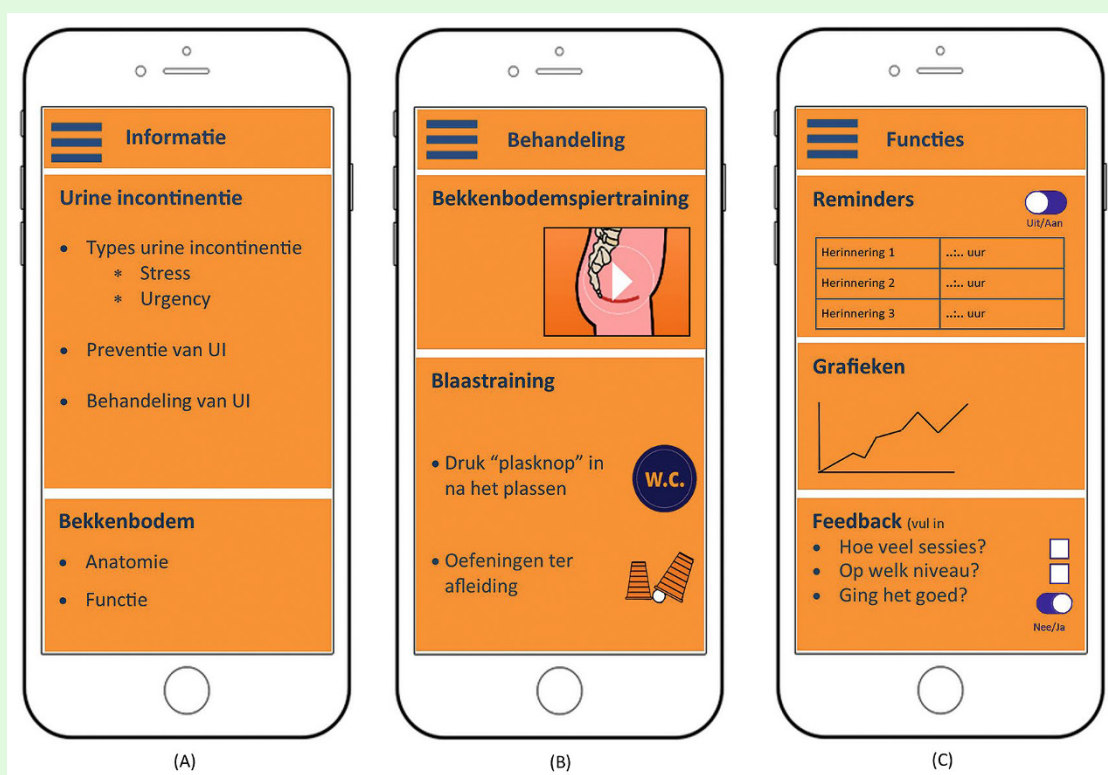 Informatie
Urine incontinentie
• Types urine incontinentie
* Stress
* Urgency
• Preventie van UI
• Behandeling van UI
Bekkenbodem
• Anatomie
• Functie
(A)
Behandeling
Bekkenbodemspiertraining
Blaastraining
• Druk “plasknop” in
na het plassen
W.C.
• Oefeningen ter
afleiding
(B)
Functies
Reminders
Uit/Aan
Herinnering 1 ..:.. uur
Herinnering 2 ..:.. uur
Herinnering 3 ..:.. uur
Grafieken
Feedback (vul in
• Hoe veel sessies?
• Op welk niveau?
• Ging het goed?
Nee/Ja
(C)